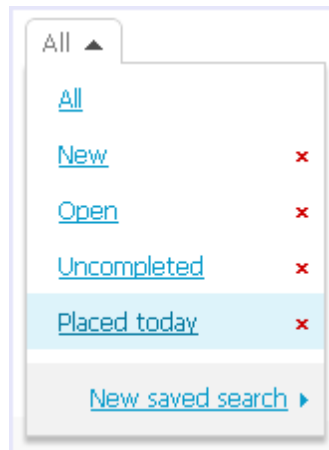 All
All
New
Open
Uncompleted
Placed today
New saved search